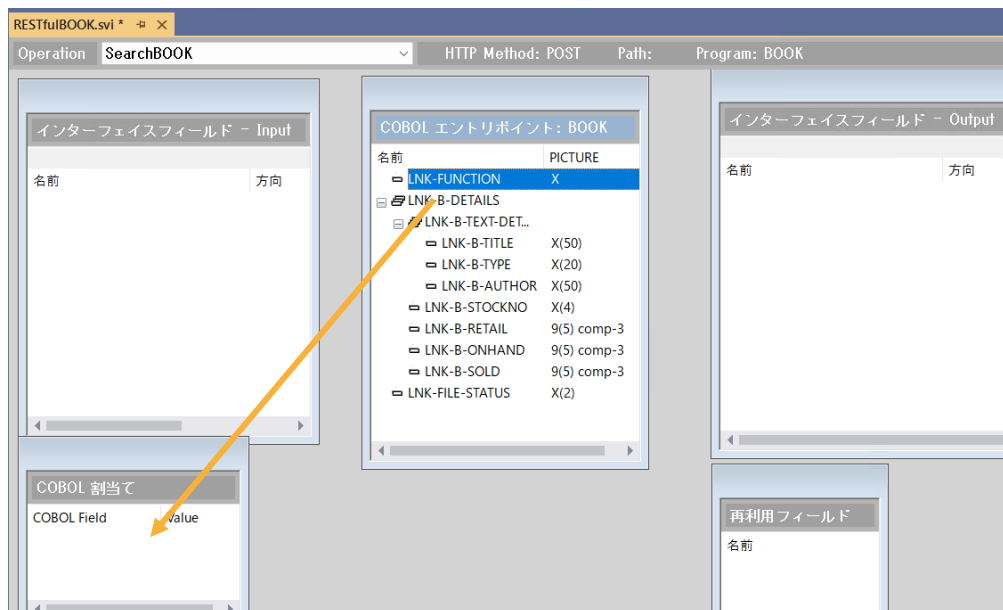 RESTfulBOOK.svi *
Operation SearchBOOK HTTP Method: POST Path: Program: BOOK
インターフェイスフィールド - Input
名前 方向
COBOL エントリポイント: BOOK
名前 PICTURE
LNK-FUNCTION X
LNK-B-DETAILS
LNK-B-TEXT-DET...
LNK-B-TITLE X(50)
LNK-B-TYPE X(20)
LNK-B-AUTHOR X(50)
LNK-B-STOCKNO X(4)
LNK-B-RETAIL 9(5) comp-3
LNK-B-ONHAND 9(5) comp-3
LNK-B-SOLD 9(5) comp-3
LNK-FILE-STATUS X(2)
インターフェイスフィールド - Output
名前 方向
COBOL 割当て
COBOL Field Value
再利用フィールド
名前